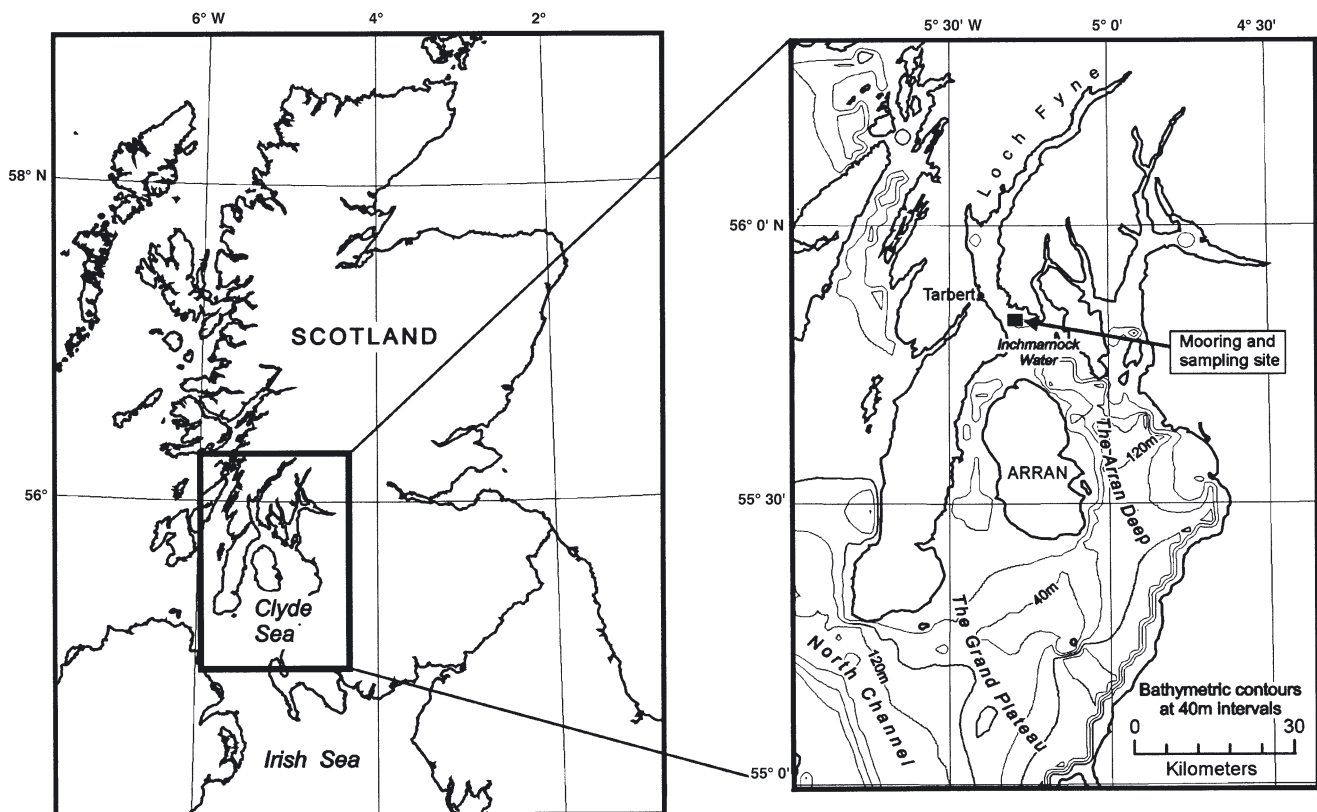 6° W
4°
2°
58° N
56°
SCOTLAND
Clyde
Sea
Irish Sea
5° 30' W
5° 0'
4° 30'
56° 0' N
55° 30'
55° 0'
Loch Fyne
Tarbert
Inchmarnock
Water
Mooring and
sampling site
ARRAN
The Arran Deep
120m
40m
The Grand Plateau
North Channel
120m
Bathymetric contours
at 40m intervals
0
30
Kilometers